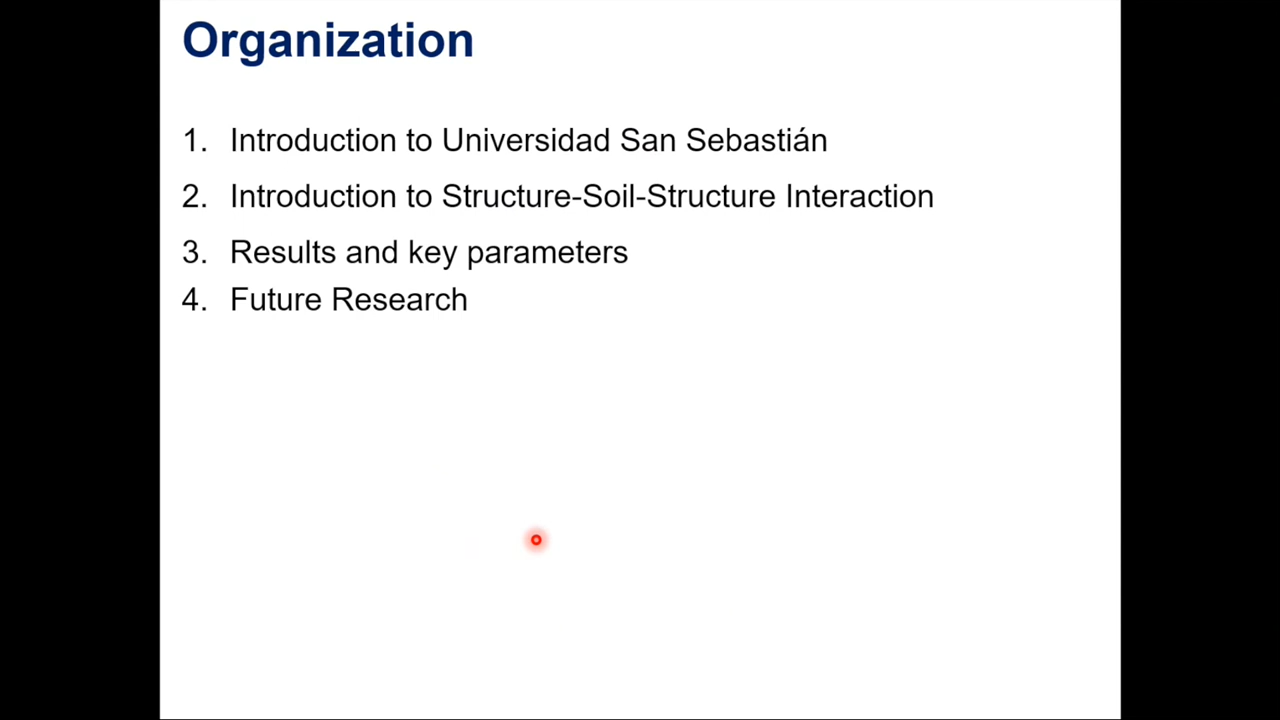 Organization
1. Introduction to Universidad San Sebastián
2. Introduction to Structure-Soil-Structure Interaction
3. Results and key parameters
4. Future Research